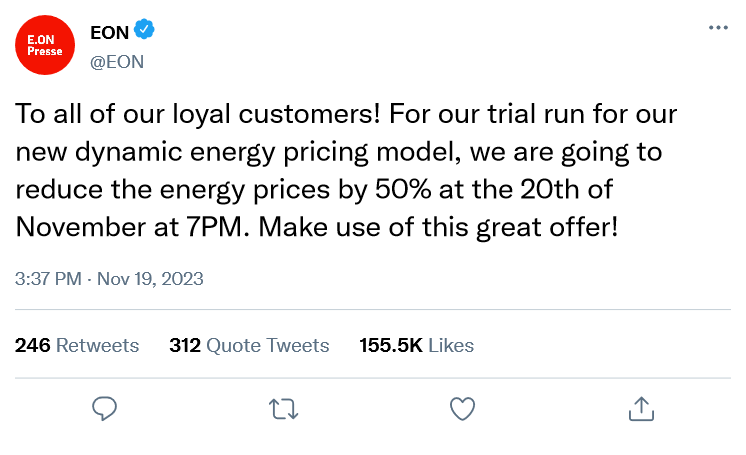 E.ON
Presse
EON
@EON
To all of our loyal customers! For our trial run for our
new dynamic energy pricing model, we are going to
reduce the energy prices by 50% at the 20th of
November at 7PM. Make use of this great offer!
3:37 PM · Nov 19, 2023
246 Retweets 312 Quote Tweets 155.5K Likes